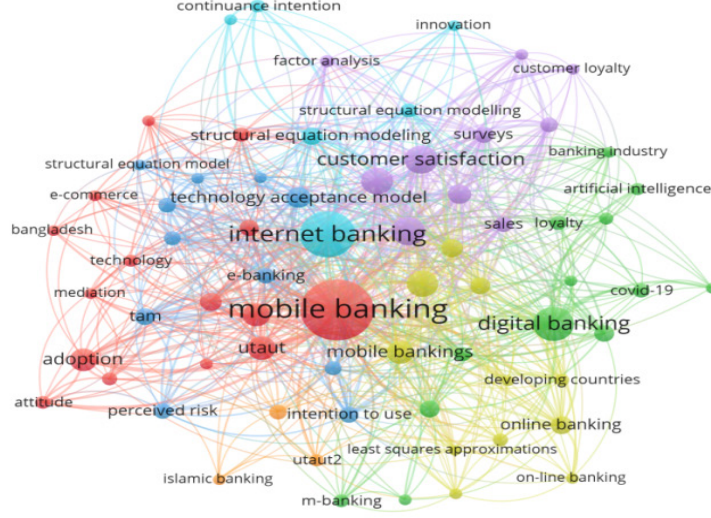 continuance intention
innovation
factor analysis
customer loyalty
structural equation modelling
structural equation modeling
surveys
customer satisfaction
banking industry
structural equation model
technology acceptance model
artificial intelligence
e-commerce
bangladesh
internet banking
sales
loyalty
technology
e-banking
mediation
covid-19
mobile banking
tam
digital banking
utaut
mobile bankings
adoption
developing countries
attitude
perceived risk
intention to use
online banking
least squares approximations
utaut2
islamic banking
on-line banking
m-banking